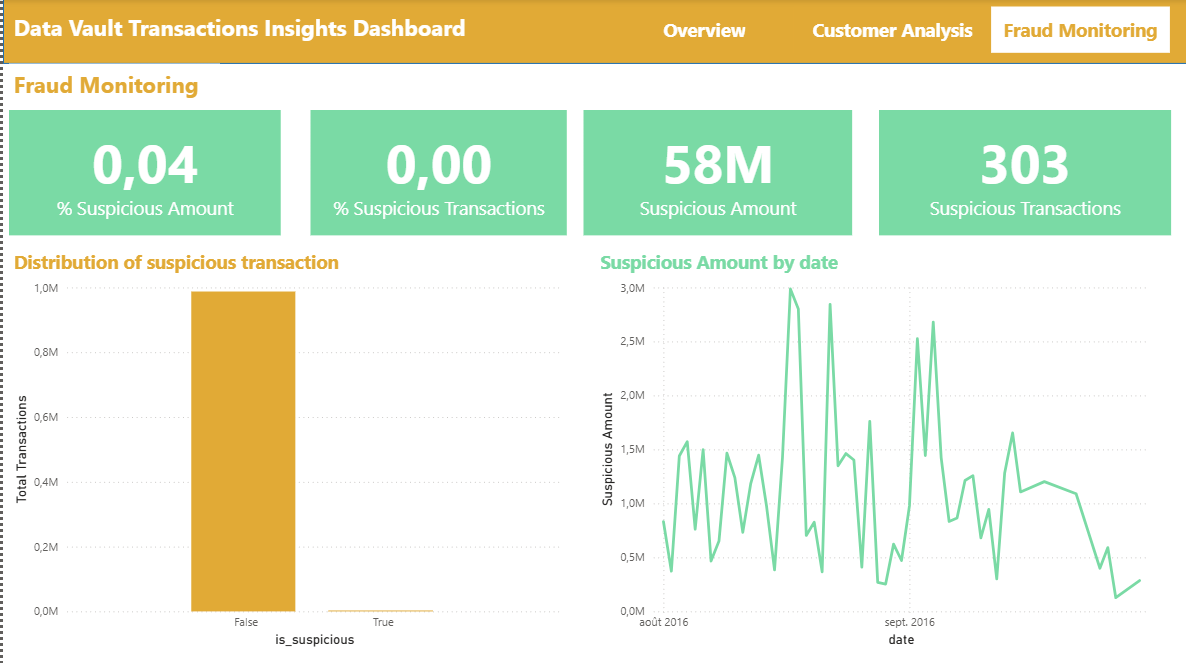 Data Vault Transactions Insights Dashboard
Overview
Customer Analysis
Fraud Monitoring
Fraud Monitoring
0,04
% Suspicious Amount
0,00
% Suspicious Transactions
58M
Suspicious Amount
303
Suspicious Transactions
Distribution of suspicious transaction
1,0M
0,8M
0,6M
0,4M
0,2M
0,0M
Total Transactions
False
True
is_suspicious
Suspicious Amount by date
3,0M
2,5M
2,0M
1,5M
1,0M
0,5M
0,0M
Suspicious Amount
août 2016
sept. 2016
date